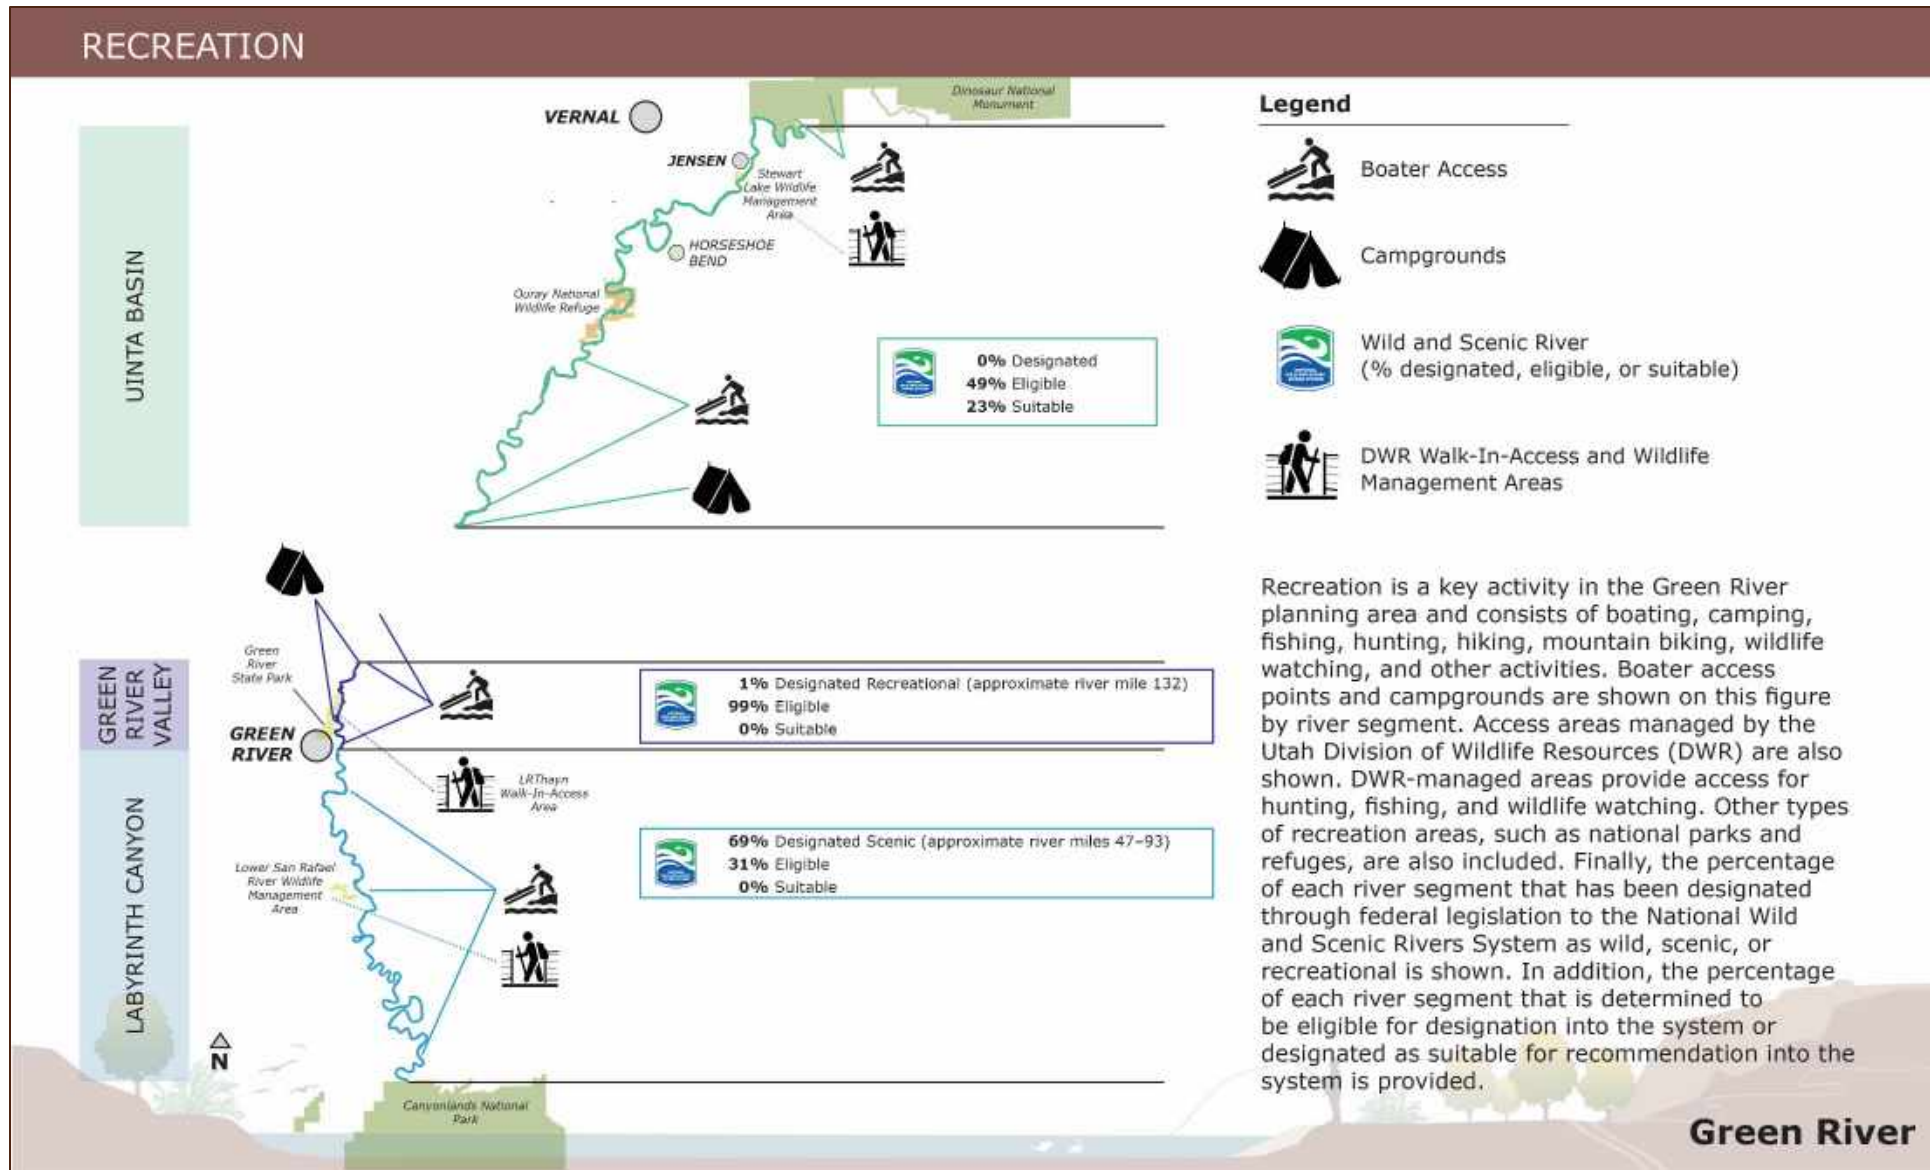 RECREATION
Dinosaur National
Monument
VERNAL
JENSEN
Stewart
Lake Wildlife
Management
Area
HORSESHOE
BEND
Ouray National
Wildlife Refuge
UINTA BASIN
0% Designated
49% Eligible
23% Suitable
Green
River
State Park
GREEN
RIVER
VALLEY
GREEN
RIVER
1% Designated Recreational (approximate river mile 132)
99% Eligible
0% Suitable
LRThayn
Walk-In-Access
Area
LABYRINTH CANYON
69% Designated Scenic (approximate river miles 47–93)
31% Eligible
0% Suitable
Lower San Rafael
River Wildlife
Management
Area
N
Canyonlands National
Park
Legend
Boater Access
Campgrounds
Wild and Scenic River
(% designated, eligible, or suitable)
DWR Walk-In-Access and Wildlife
Management Areas
Recreation is a key activity in the Green River
planning area and consists of boating, camping,
fishing, hunting, hiking, mountain biking, wildlife
watching, and other activities. Boater access
points and campgrounds are shown on this figure
by river segment. Access areas managed by the
Utah Division of Wildlife Resources (DWR) are also
shown. DWR-managed areas provide access for
hunting, fishing, and wildlife watching. Other types
of recreation areas, such as national parks and
refuges, are also included. Finally, the percentage
of each river segment that has been designated
through federal legislation to the National Wild
and Scenic Rivers System as wild, scenic, or
recreational is shown. In addition, the percentage
of each river segment that is determined to
be eligible for designation into the system or
designated as suitable for recommendation into the
system is provided.
Green River